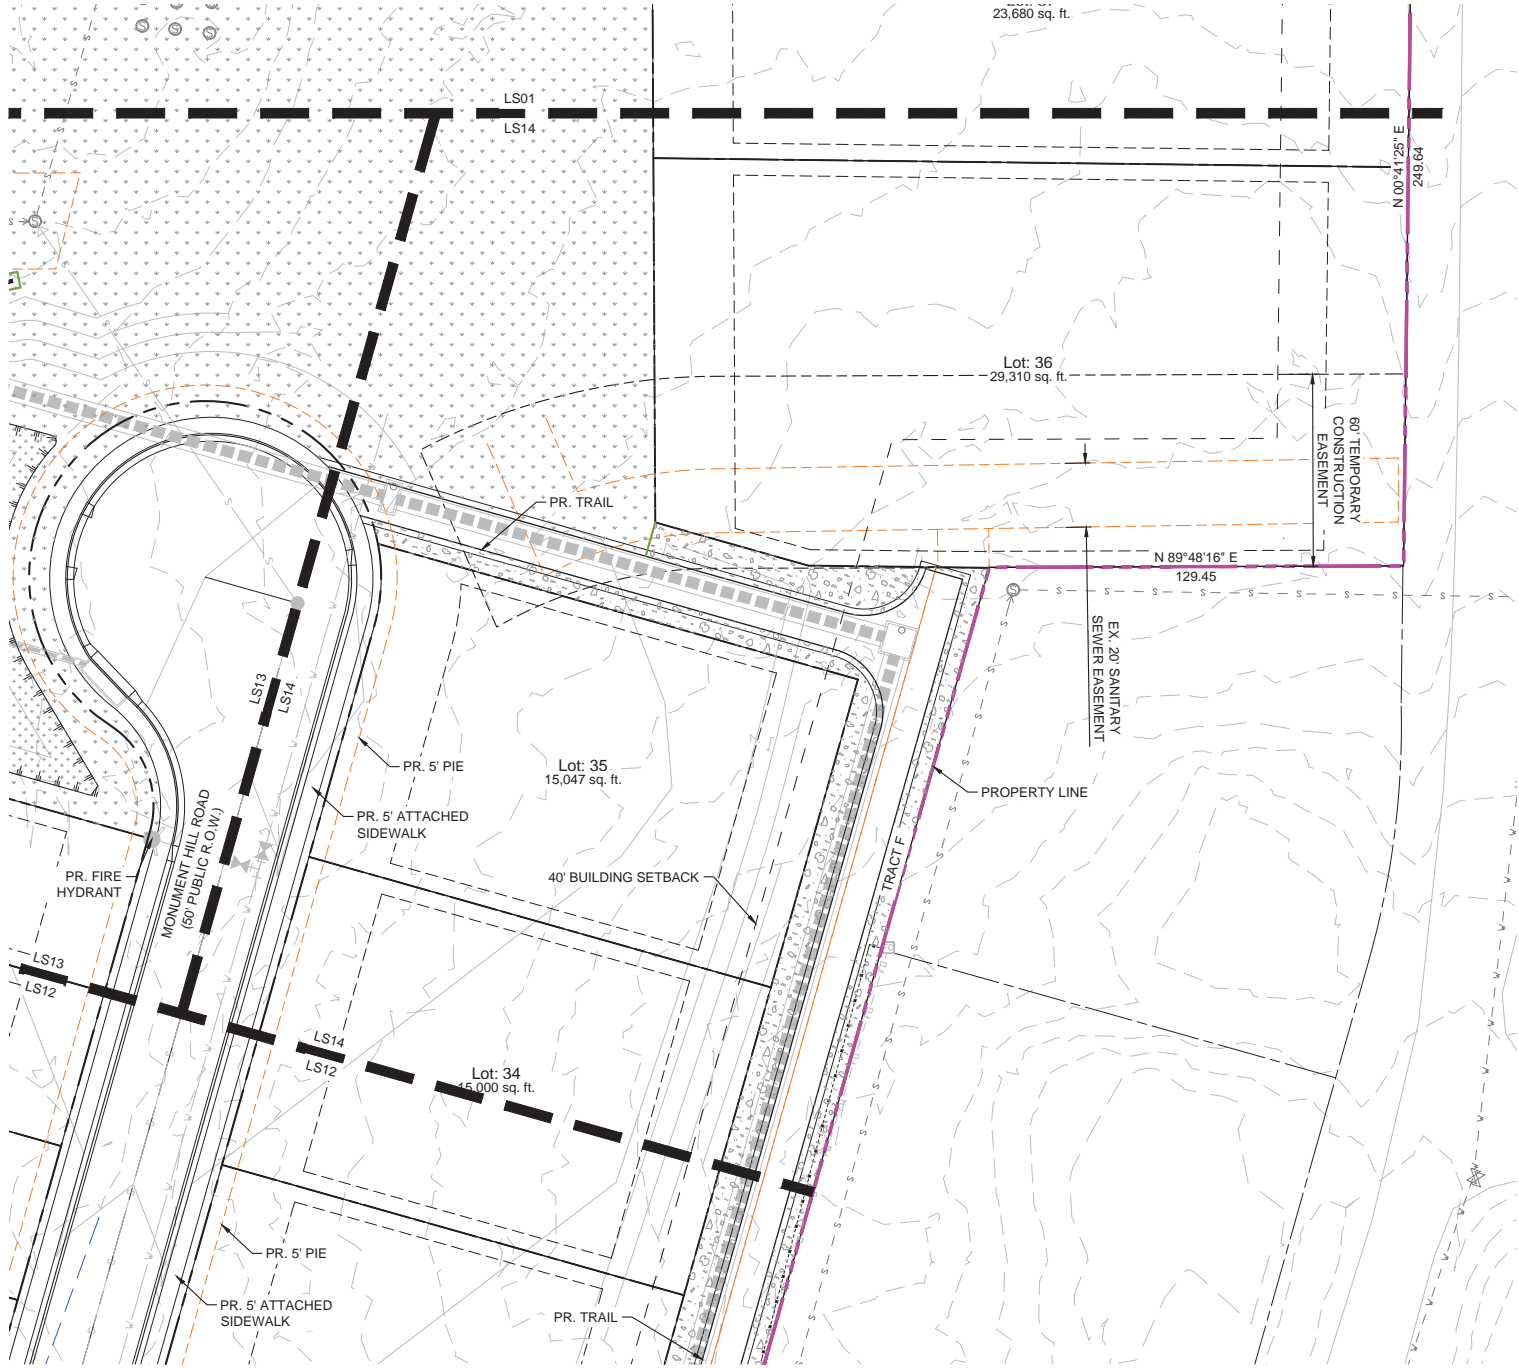 23,680 sq. ft.
LS01
LS14
N 00°41'25" E
249.64
Lot: 36
29,310 sq. ft.
60' TEMPORARY
CONSTRUCTION
EASEMENT
PR. TRAIL
N 89°48'16" E
129.45
EX. 20' SANITARY
SEWER EASEMENT
LS13
LS14
PR. 5' PIE
Lot: 35
15,047 sq. ft.
PROPERTY LINE
PR. 5' ATTACHED
SIDEWALK
MONUMENT HILL ROAD
(50' PUBLIC R.O.W.)
PR. FIRE
HYDRANT
40' BUILDING SETBACK
TRACT F
LS13
LS12
LS14
LS12
Lot: 34
15,000 sq. ft.
PR. 5' PIE
PR. 5' ATTACHED
SIDEWALK
PR. TRAIL